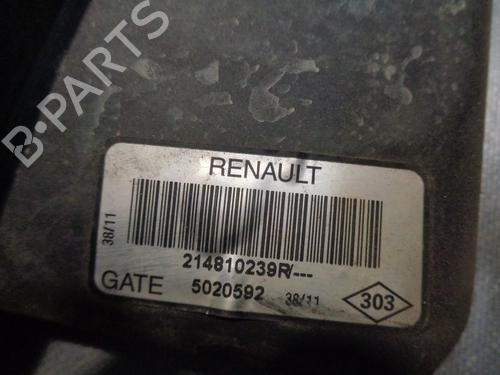 B-PARTS
RENAULT
38/11
214810239R/---
GATE 5020592 38/11 303